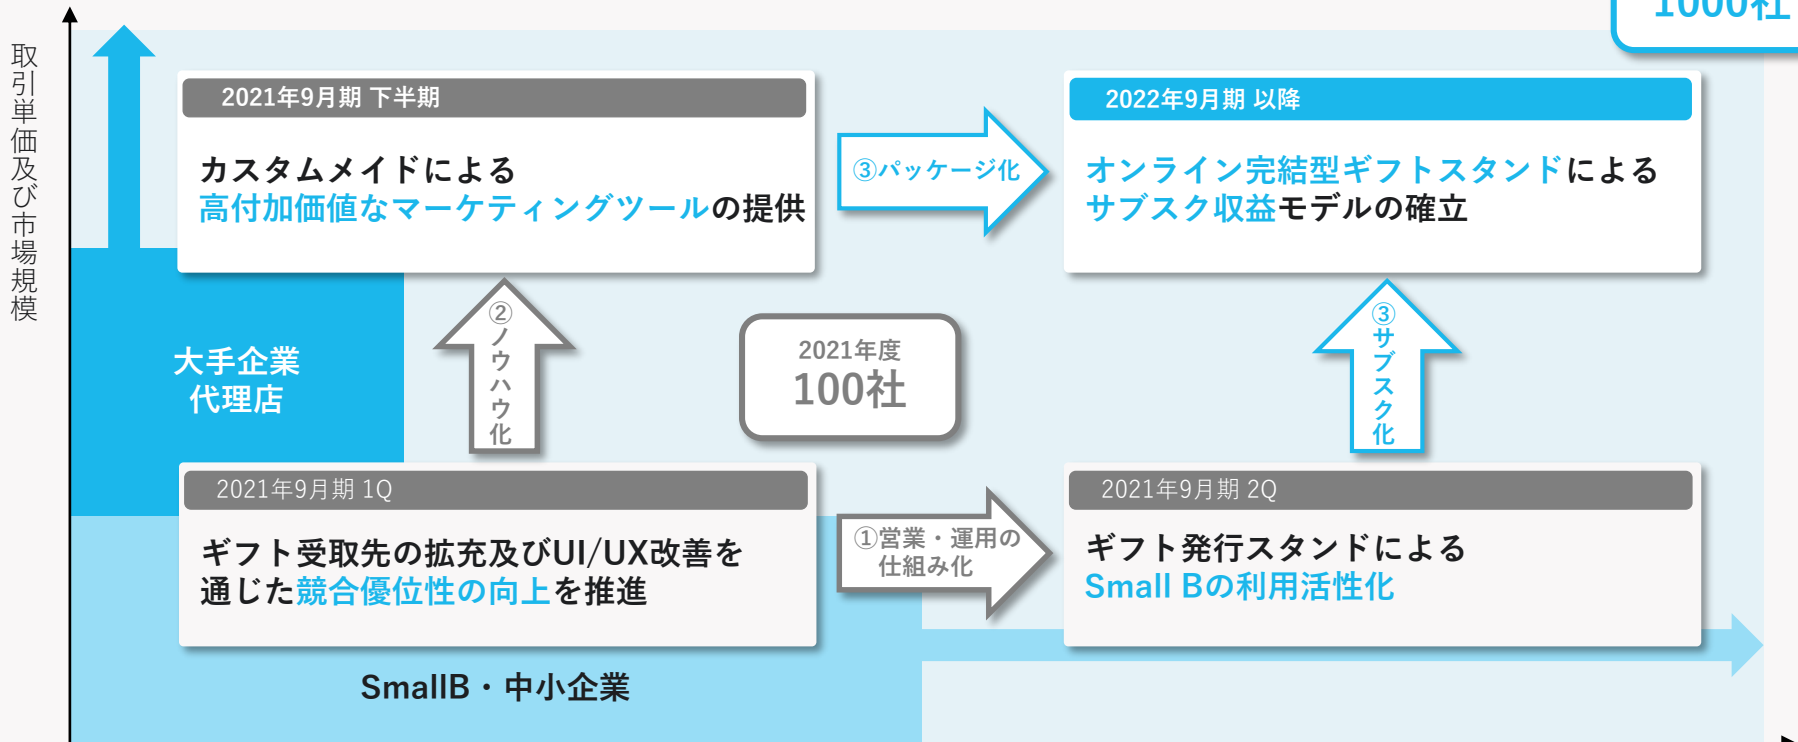 1000社
取引単価及び市場規模
2021年9月期 下半期
カスタムメイドによる
高付加価値なマーケティングツールの提供
③パッケージ化
2022年9月期 以降
オンライン完結型ギフトスタンドによる
サブスク収益モデルの確立
大手企業
代理店
②ノウハウ化
2021年度
100社
③サブスク化
2021年9月期 1Q
ギフト受取先の拡充及びUI/UX改善を
通じた競合優位性の向上を推進
①営業・運用の
仕組み化
2021年9月期 2Q
ギフト発行スタンドによる
Small Bの利用活性化
SmallB・中小企業